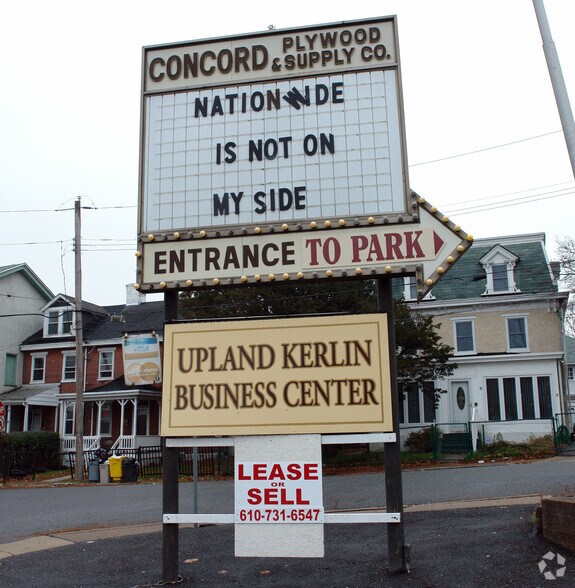 CONCORD PLYWOOD & SUPPLY CO.
NATIONWIDE
IS NOT ON
MY SIDE
ENTRANCE TO PARK
UPLAND KERLIN
BUSINESS CENTER
LEASE
OR
SELL
610-731-6547